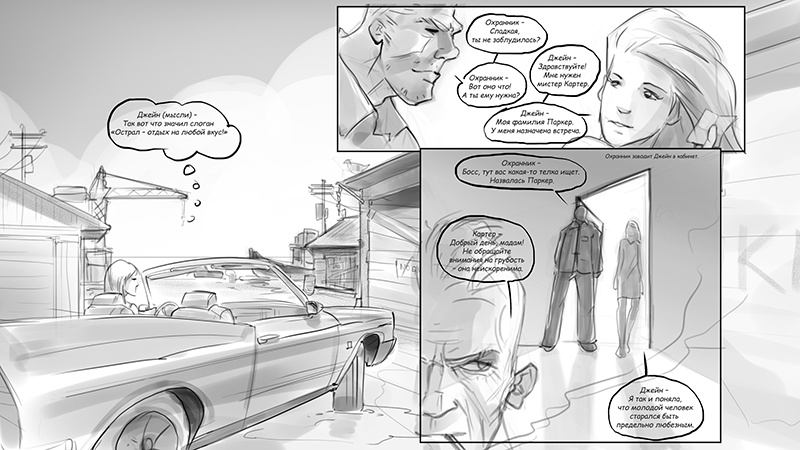 Джейн (мысли) –
Так вот что значил слоган
«Острал – отдых на любой вкус!»
Охранник –
Сладкая,
ты не заблудилась?
Джейн –
Здравствуйте!
Мне нужен
мистер Картер.
Охранник –
Вот оно что!
А ты ему нужна?
Джейн –
Моя фамилия Паркер.
У меня назначена встреча.
Охранник заводит Джейн в кабинет.
Охранник –
Босс, тут вас какая-то телка ищет.
Назвалась Паркер.
Картер –
Добрый день, мадам!
Не обращайте
внимания на грубость
– она неискоренима.
Джейн –
Я так и поняла,
что молодой человек
старался быть
предельно любезным.